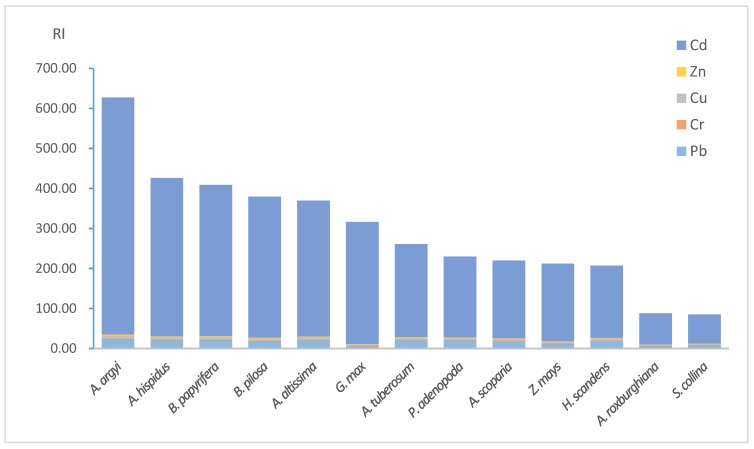 RI
700.00
600.00
500.00
400.00
300.00
200.00
100.00
0.00
Cd
Zn
Cu
Cr
Pb
A. argyi
A. hispidus
B. papyrifera
B. pilosa
A. altissima
G. max
A. tuberosum
P. adenopoda
A. scoparia
Z. mays
H. scandens
A. roxburghiana
S. collina